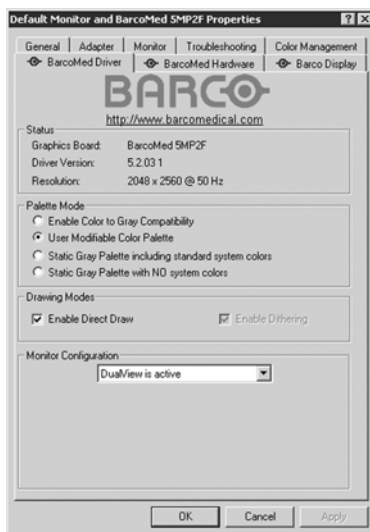 Default Monitor and BarcoMed 5MP2F Properties
General Adapter Monitor Troubleshooting Color Management
BarcoMed Driver BarcoMed Hardware Barco Display
BARCO
http://www.barcomedical.com
Status
Graphics Board: BarcoMed 5MP2F
Driver Version: 5.2.03 1
Resolution: 2048 x 2560 @ 50 Hz
Palette Mode
Enable Color to Gray Compatibility
User Modifiable Color Palette
Static Gray Palette including standard system colors
Static Gray Palette with NO system colors
Drawing Modes
Enable Direct Draw Enable Dithering
Monitor Configuration
DualView is active
OK Cancel Apply